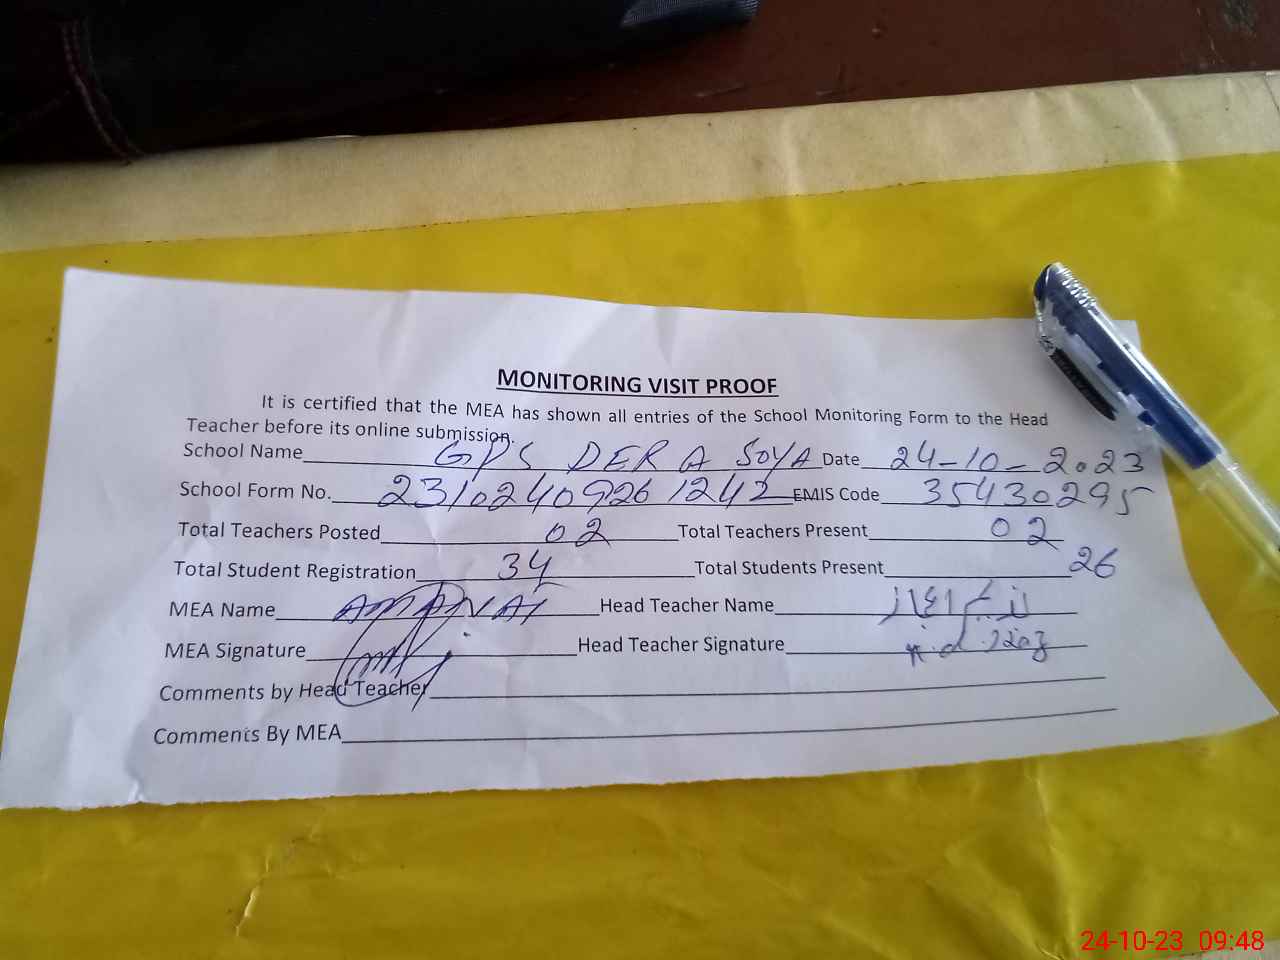 MONITORING VISIT PROOF
It is certified that the MEA has shown all entries of the School Monitoring Form to the Head
Teacher before its online submission.
School Name GPS DERA SOYA Date 24-10-2023
School Form No. 23102409261242 EMIS Code 35430295
Total Teachers Posted 02 Total Teachers Present 02
Total Student Registration 34 Total Students Present 26
MEA Name Head Teacher Name
MEA Signature Head Teacher Signature
Comments by Head Teacher
Comments By MEA
24-10-23 09:48